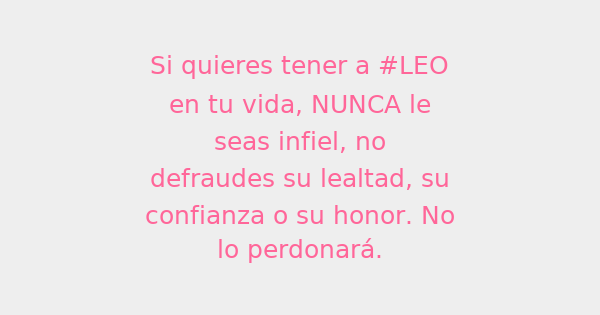 Si quieres tener a #LEO
en tu vida, NUNCA le
seas infiel, no
defraudes su lealtad, su
confianza o su honor. No
lo perdonará.